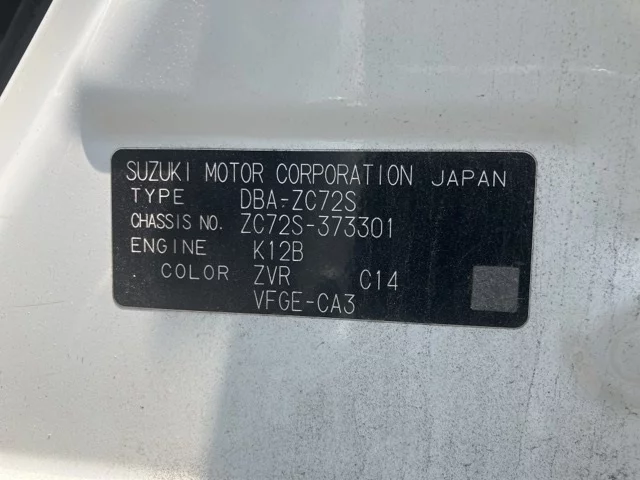 SUZUKI MOTOR CORPORATION JAPAN
TYPE DBA-ZC72S
CHASSIS NO. ZC72S-373301
ENGINE K12B
COLOR ZVR C14
VFGE-CA3